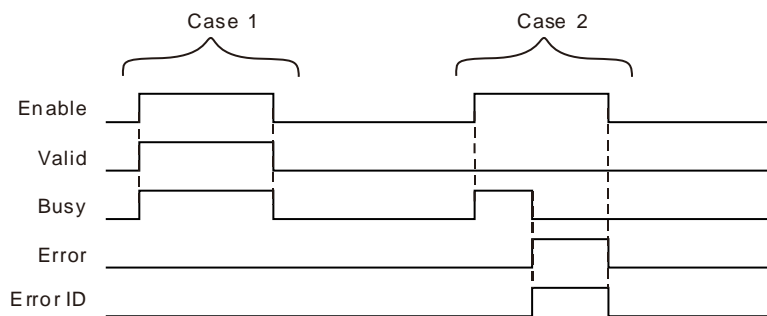 Case 1
Case 2
Enable
Valid
Busy
Error
Error ID